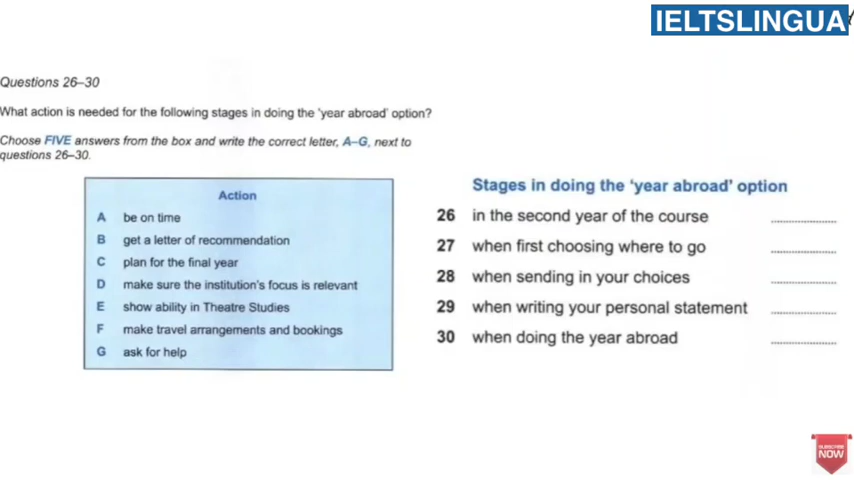 IELTSLINGUA
Questions 26–30
What action is needed for the following stages in doing the 'year abroad' option?
Choose FIVE answers from the box and write the correct letter, A–G, next to
questions 26–30.
Action
A be on time
B get a letter of recommendation
C plan for the final year
D make sure the institution's focus is relevant
E show ability in Theatre Studies
F make travel arrangements and bookings
G ask for help
Stages in doing the 'year abroad' option
26 in the second year of the course ....................
27 when first choosing where to go ....................
28 when sending in your choices ....................
29 when writing your personal statement ....................
30 when doing the year abroad ....................
SUBSCRIBE
NOW